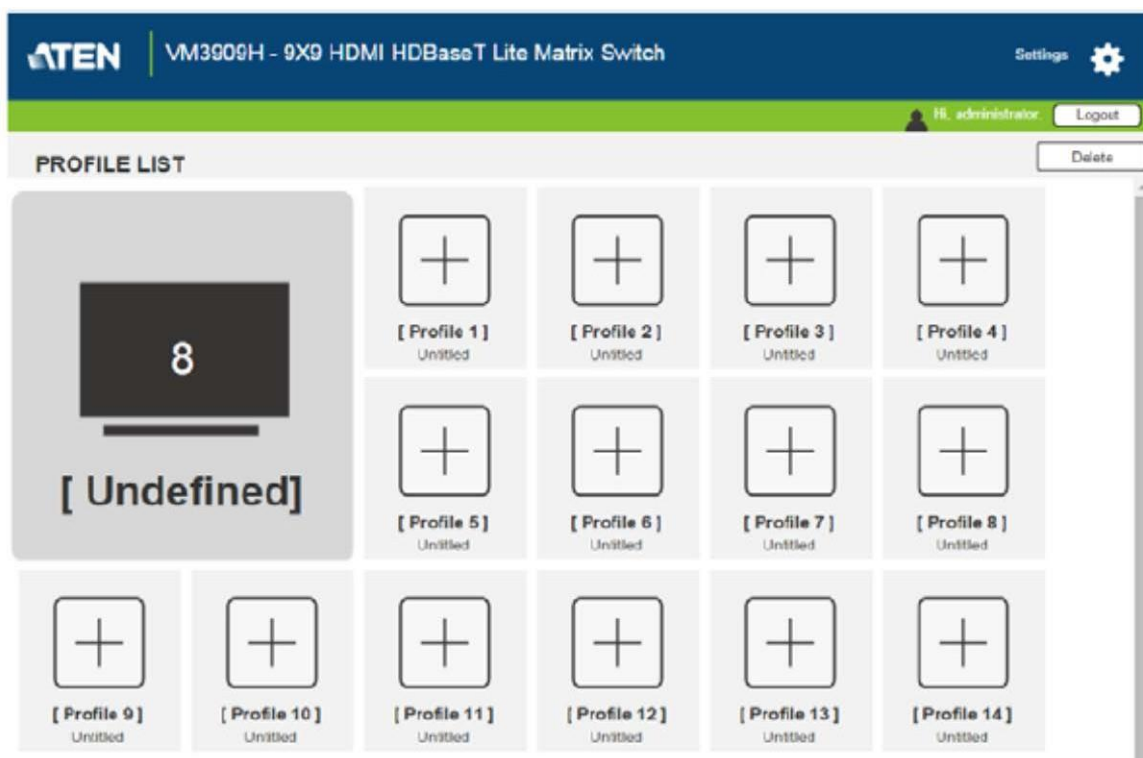 ATEN
VM3909H - 9X9 HDMI HDBaseT Lite Matrix Switch
Settings
Hi, administrator.
Logout
PROFILE LIST
Delete
8
[ Undefined]
[ Profile 1 ]
Untitled
[ Profile 2 ]
Untitled
[ Profile 3 ]
Untitled
[ Profile 4 ]
Untitled
[ Profile 5 ]
Untitled
[ Profile 6 ]
Untitled
[ Profile 7 ]
Untitled
[ Profile 8 ]
Untitled
[ Profile 9 ]
Untitled
[ Profile 10 ]
Untitled
[ Profile 11 ]
Untitled
[ Profile 12 ]
Untitled
[ Profile 13 ]
Untitled
[ Profile 14 ]
Untitled